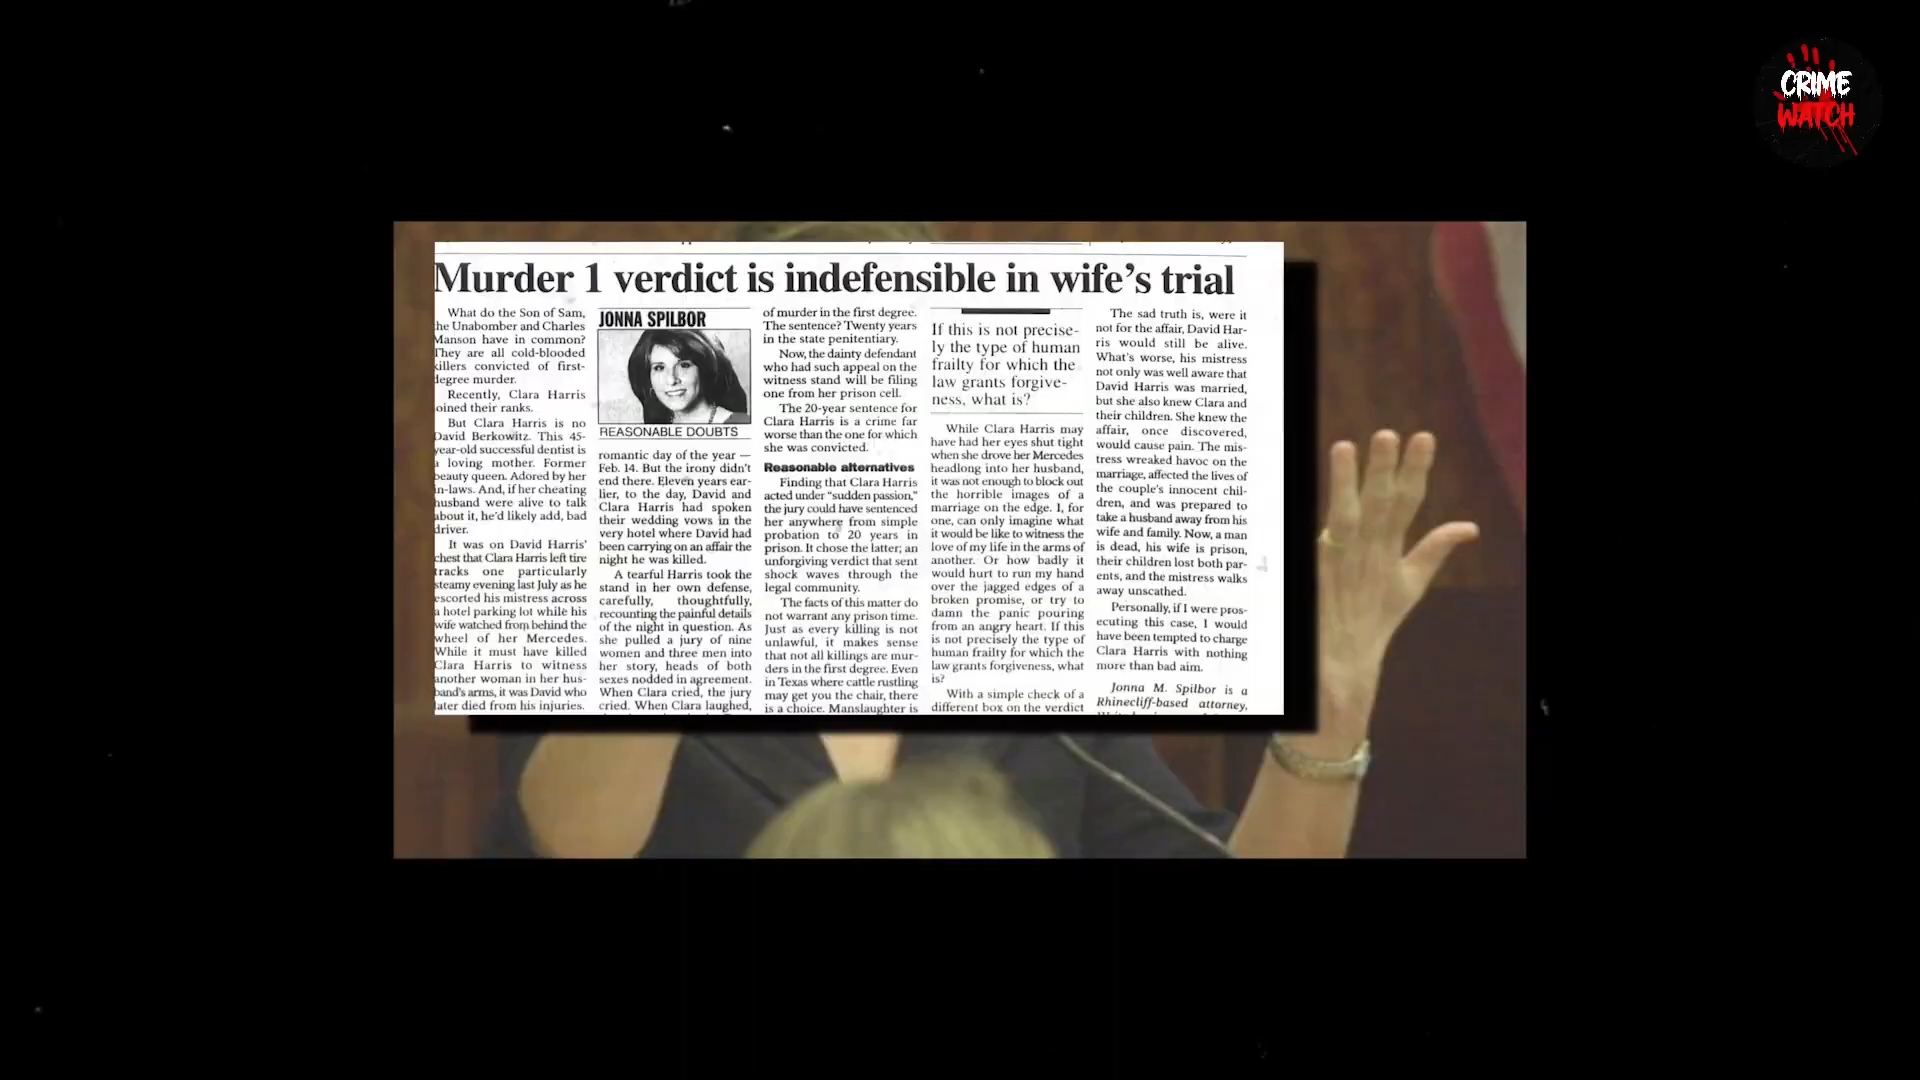 CRIME
WATCH
Murder 1 verdict is indefensible in wife's trial
What do the Son of Sam,
he Unabomber and Charles
Manson have in common?
They are all cold-blooded
killers convicted of first-
degree murder.
Recently, Clara Harris
oined their ranks.
But Clara Harris is no
David Berkowitz. This 45-
year-old successful dentist is
a loving mother. Former
beauty queen. Adored by her
in-laws. And, if her cheating
husband were alive to talk
about it, he'd likely add, bad
driver.
It was on David Harris'
chest that Clara Harris left tire
tracks one particularly
steamy evening last July as he
escorted his mistress across
a hotel parking lot while his
wife watched from behind the
wheel of her Mercedes.
While it must have killed
Clara Harris to witness
another woman in her hus-
band's arms, it was David who
later died from his injuries.
JONNA SPILBOR
REASONABLE DOUBTS
romantic day of the year —
Feb. 14. But the irony didn't
end there. Eleven years ear-
lier, to the day, David and
Clara Harris had spoken
their wedding vows in the
very hotel where David had
been carrying on an affair the
night he was killed.
A tearful Harris took the
stand in her own defense,
carefully, thoughtfully,
recounting the painful details
of the night in question. As
she pulled a jury of nine
women and three men into
her story, heads of both
sexes nodded in agreement.
When Clara cried, the jury
cried. When Clara laughed,
of murder in the first degree.
The sentence? Twenty years
in the state penitentiary.
Now, the dainty defendant
who had such appeal on the
witness stand will be filing
one from her prison cell.
The 20-year sentence for
Clara Harris is a crime far
worse than the one for which
she was convicted.
Reasonable alternatives
Finding that Clara Harris
acted under "sudden passion,"
the jury could have sentenced
her anywhere from simple
probation to 20 years in
prison. It chose the latter; an
unforgiving verdict that sent
shock waves through the
legal community.
The facts of this matter do
not warrant any prison time.
Just as every killing is not
unlawful, it makes sense
that not all killings are mur-
ders in the first degree. Even
in Texas where cattle rustling
may get you the chair, there
is a choice. Manslaughter is
If this is not precise-
ly the type of human
frailty for which the
law grants forgive-
ness, what is?
While Clara Harris may
have had her eyes shut tight
when she drove her Mercedes
headlong into her husband,
it was not enough to block out
the horrible images of a
marriage on the edge. I, for
one, can only imagine what
it would be like to witness the
love of my life in the arms of
another. Or how badly it
would hurt to run my hand
over the jagged edges of a
broken promise, or try to
damn the panic pouring
from an angry heart. If this
is not precisely the type of
human frailty for which the
law grants forgiveness, what
is?
With a simple check of a
different box on the verdict
The sad truth is, were it
not for the affair, David Har-
ris would still be alive.
What's worse, his mistress
not only was well aware that
David Harris was married,
but she also knew Clara and
their children. She knew the
affair, once discovered,
would cause pain. The mis-
tress wreaked havoc on the
marriage, affected the lives of
the couple's innocent chil-
dren, and was prepared to
take a husband away from his
wife and family. Now, a man
is dead, his wife is prison,
their children lost both par-
ents, and the mistress walks
away unscathed.
Personally, if I were pros-
ecuting this case, I would
have been tempted to charge
Clara Harris with nothing
more than bad aim.
Jonna M. Spilbor is a
Rhinecliff-based attorney,